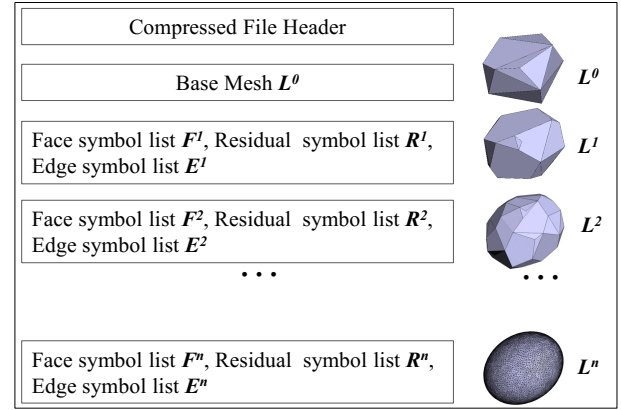 Compressed File Header
Base Mesh L⁰
L⁰
Face symbol list F¹, Residual symbol list R¹,
Edge symbol list E¹
L¹
Face symbol list F², Residual symbol list R²,
Edge symbol list E²
L²
...
...
Face symbol list Fⁿ, Residual symbol list Rⁿ,
Edge symbol list Eⁿ
Lⁿ